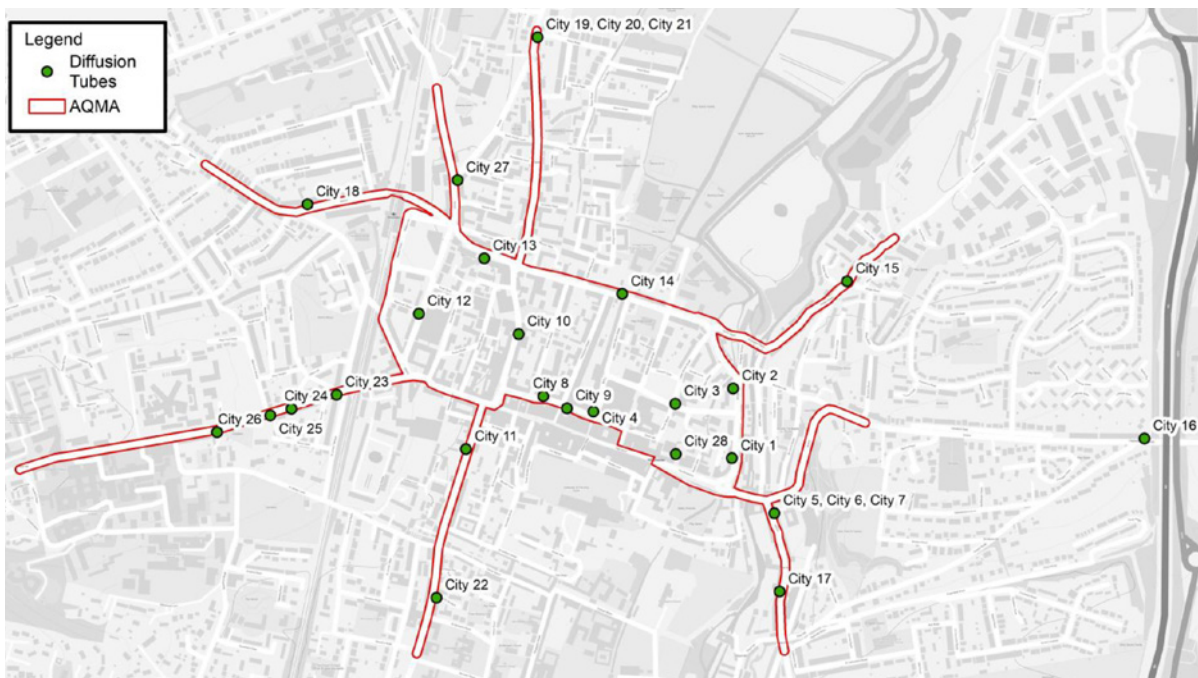 Legend
Diffusion
Tubes
AQMA
City 19, City 20, City 21
City 27
City 18
City 13
City 14
City 15
City 12
City 10
City 2
City 23
City 8
City 3
City 9
City 24
City 4
City 26
City 25
City 11
City 28
City 1
City 16
City 5, City 6, City 7
City 22
City 17